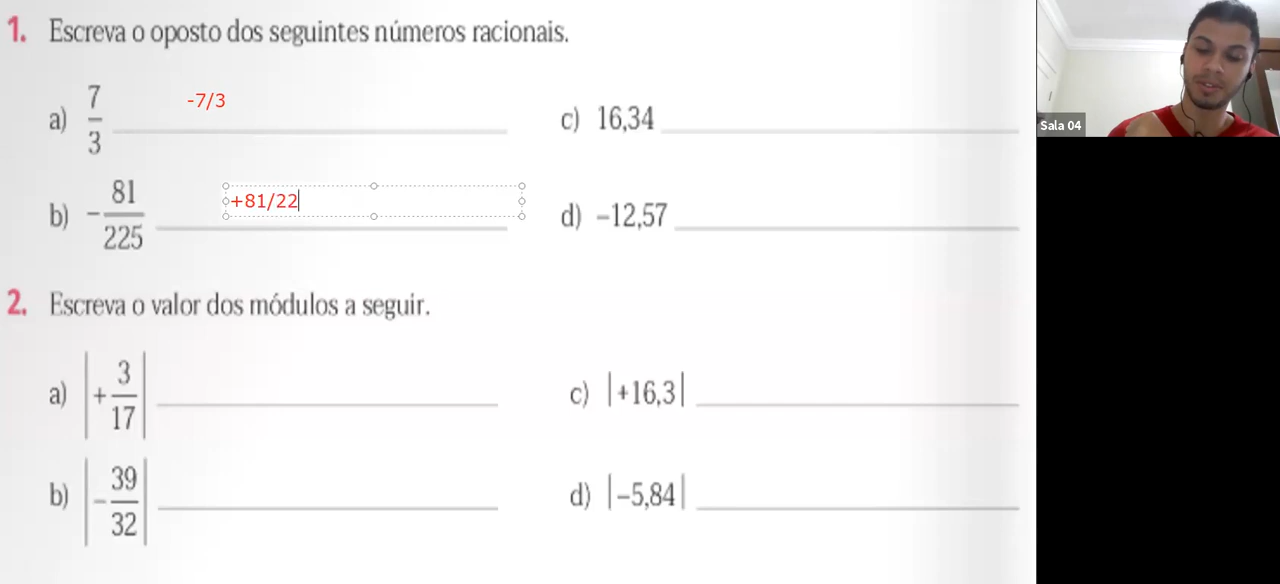 1. Escreva o oposto dos seguintes números racionais.
a) 7/3 -7/3
c) 16,34
b) -81/225 +81/22
d) -12,57
2. Escreva o valor dos módulos a seguir.
a) |+3/17|
c) |+16,3|
b) |-39/32|
d) |-5,84|
Sala 04